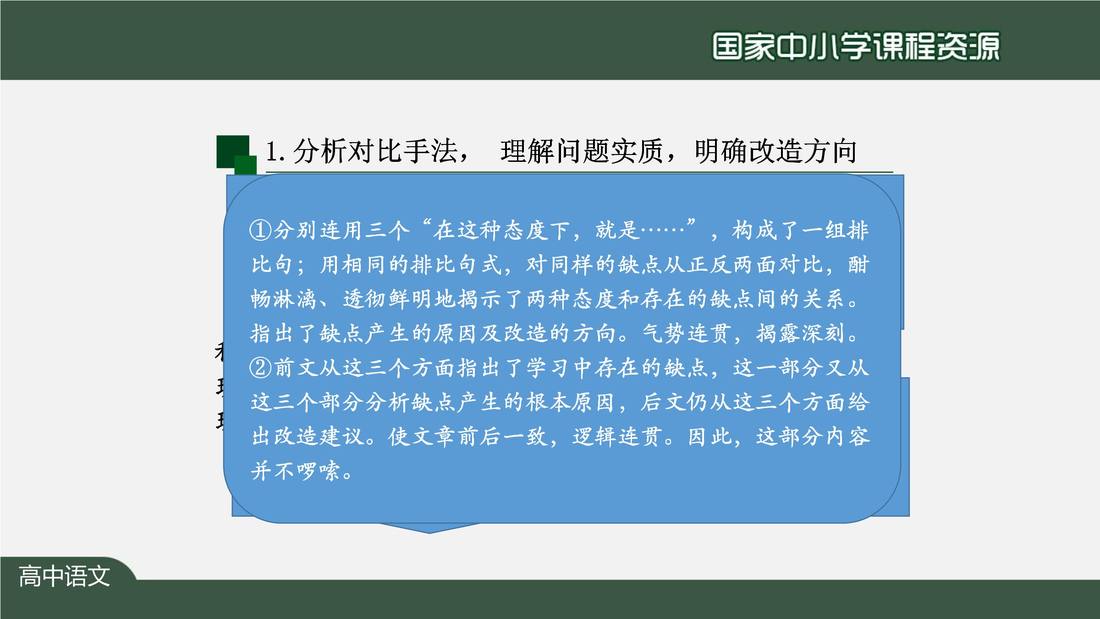 国家中小学课程资源
1.分析对比手法， 理解问题实质，明确改造方向
①分别连用三个“在这种态度下，就是……”，构成了一组排
比句；用相同的排比句式，对同样的缺点从正反两面对比，酣
畅淋漓、透彻鲜明地揭示了两种态度和存在的缺点间的关系。
指出了缺点产生的原因及改造的方向。气势连贯，揭露深刻。
②前文从这三个方面指出了学习中存在的缺点，这一部分又从
这三个部分分析缺点产生的根本原因，后文仍从这三个方面给
出改造建议。使文章前后一致，逻辑连贯。因此，这部分内容
并不啰嗦。
高中语文